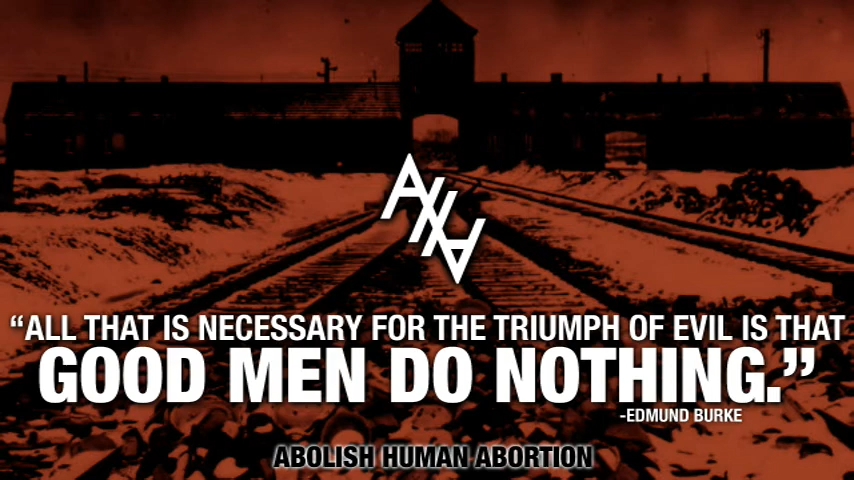 AHA
“ALL THAT IS NECESSARY FOR THE TRIUMPH OF EVIL IS THAT
GOOD MEN DO NOTHING.”
-EDMUND BURKE
ABOLISH HUMAN ABORTION